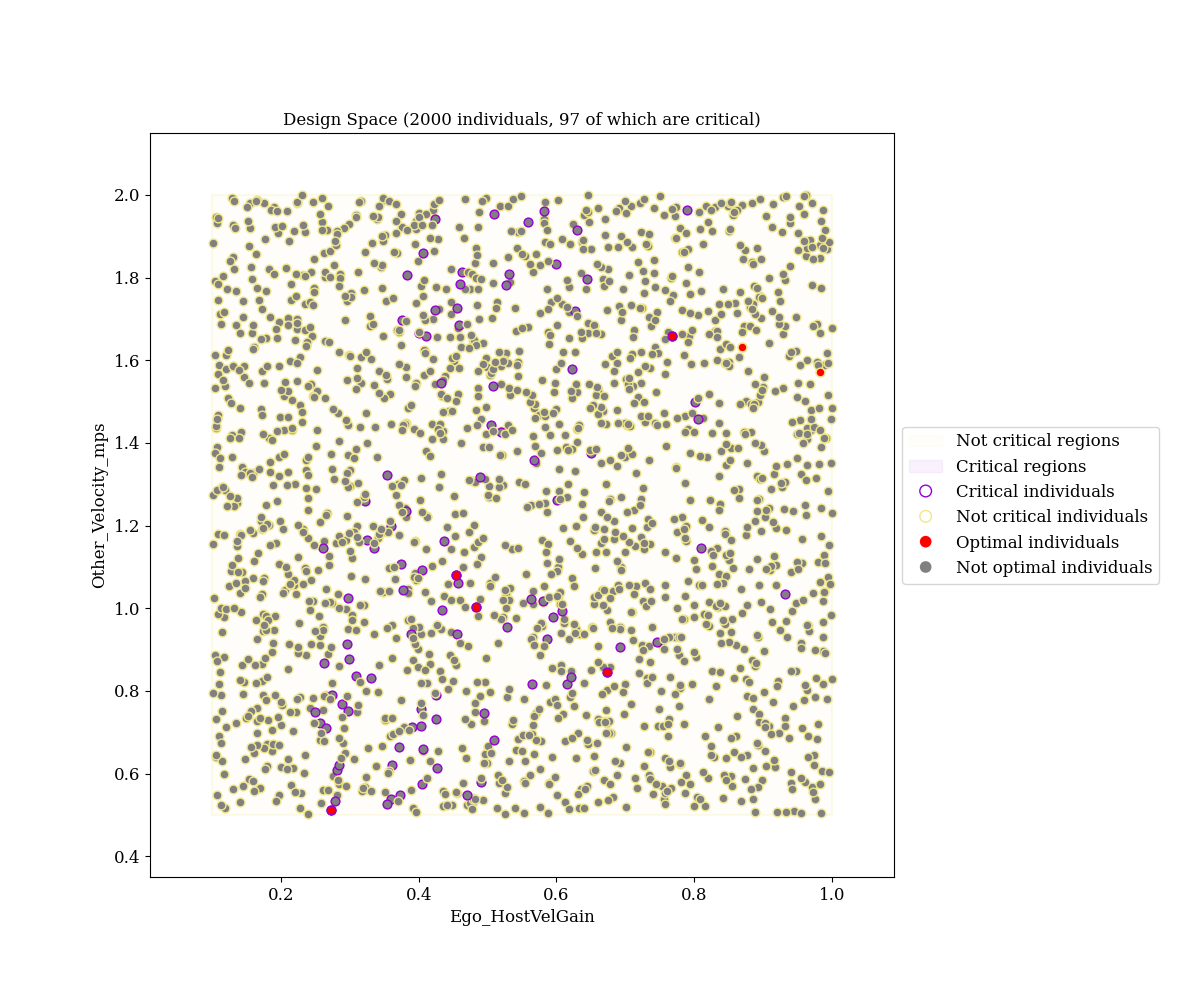 Design Space (2000 individuals, 97 of which are critical)
2.0
1.8
1.6
1.4
1.2
1.0
0.8
0.6
0.4
Other_Velocity_mps
0.2
0.4
0.6
0.8
1.0
Ego_HostVelGain
Not critical regions
Critical regions
Critical individuals
Not critical individuals
Optimal individuals
Not optimal individuals